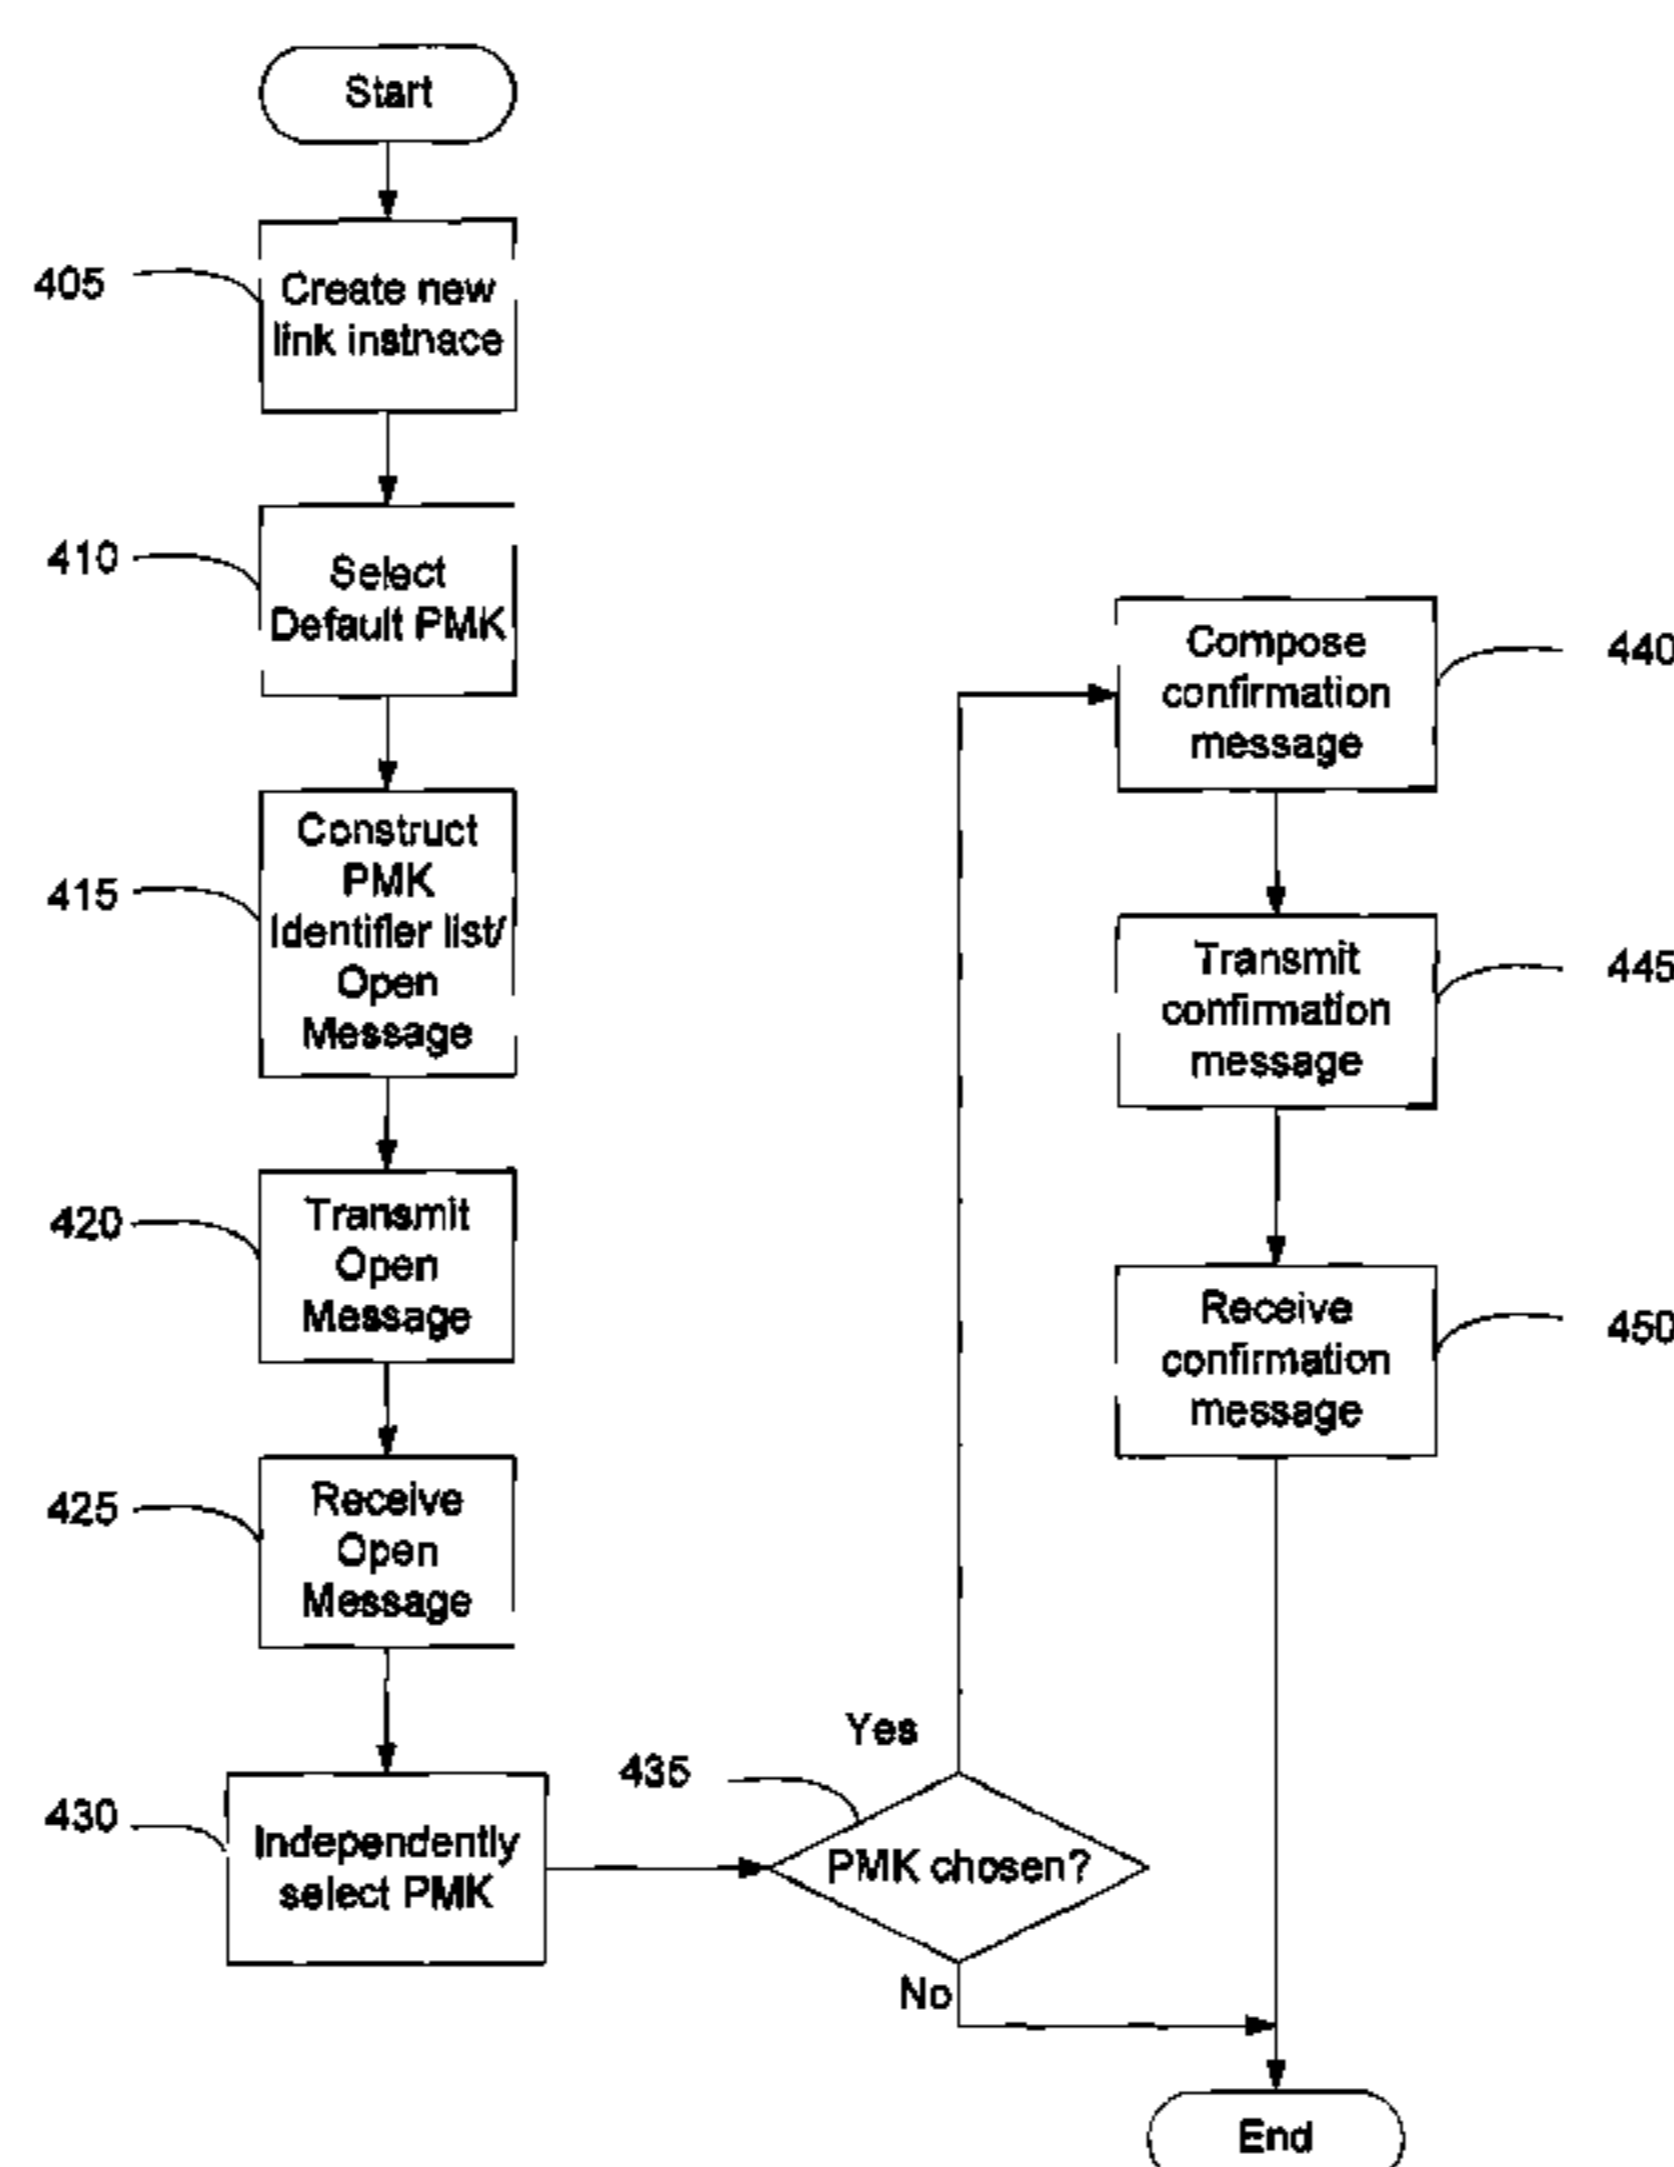 Start
405
Create new
link instnace
410
Select
Default PMK
415
Construct
PMK
Identifier list/
Open
Message
420
Transmit
Open
Message
425
Receive
Open
Message
430
Independently
select PMK
435
PMK chosen?
Yes
No
Compose
confirmation
message
440
Transmit
confirmation
message
445
Receive
confirmation
message
450
End